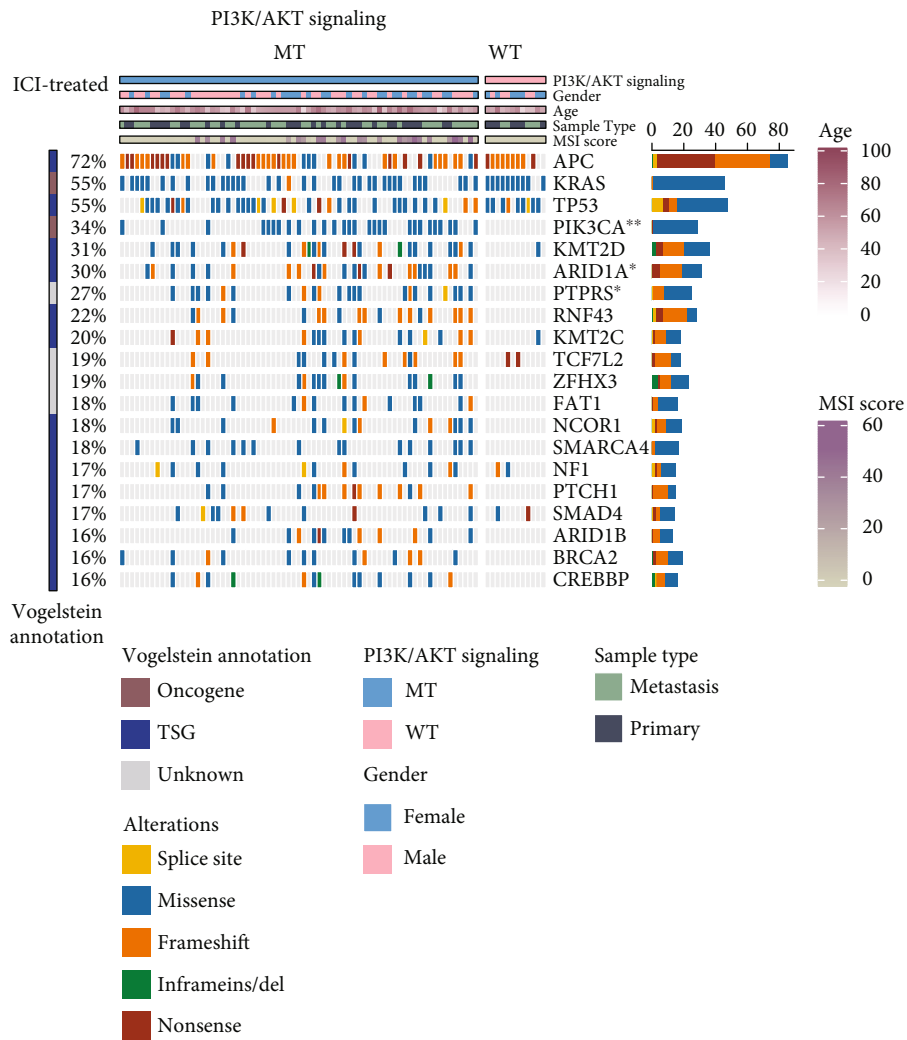 PI3K/AKT signaling
MT WT
ICI-treated
PI3K/AKT signaling
Gender
Age
Sample Type
MSI score
0 20 40 60 80
72% APC
55% KRAS
55% TP53
34% PIK3CA**
31% KMT2D
30% ARID1A*
27% PTPRS*
22% RNF43
20% KMT2C
19% TCF7L2
19% ZFHX3
18% FAT1
18% NCOR1
18% SMARCA4
17% NF1
17% PTCH1
17% SMAD4
16% ARID1B
16% BRCA2
16% CREBBP
Vogelstein
annotation
Age
100
80
60
40
20
0
MSI score
60
40
20
0
Vogelstein annotation
Oncogene
TSG
Unknown
Alterations
Splice site
Missense
Frameshift
Inframeins/del
Nonsense
PI3K/AKT signaling
MT
WT
Gender
Female
Male
Sample type
Metastasis
Primary